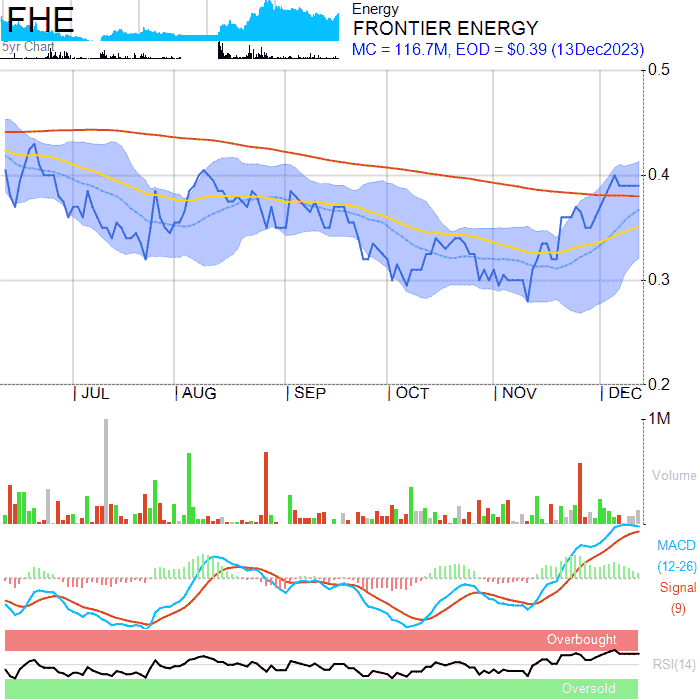 FHE
5yr Chart
Energy
FRONTIER ENERGY
MC = 116.7M, EOD = $0.39 (13Dec2023)
0.5
0.4
0.3
0.2
| JUL | AUG | SEP | OCT | NOV | DEC
1M
Volume
MACD
(12-26)
Signal
(9)
Overbought
RSI(14)
Oversold